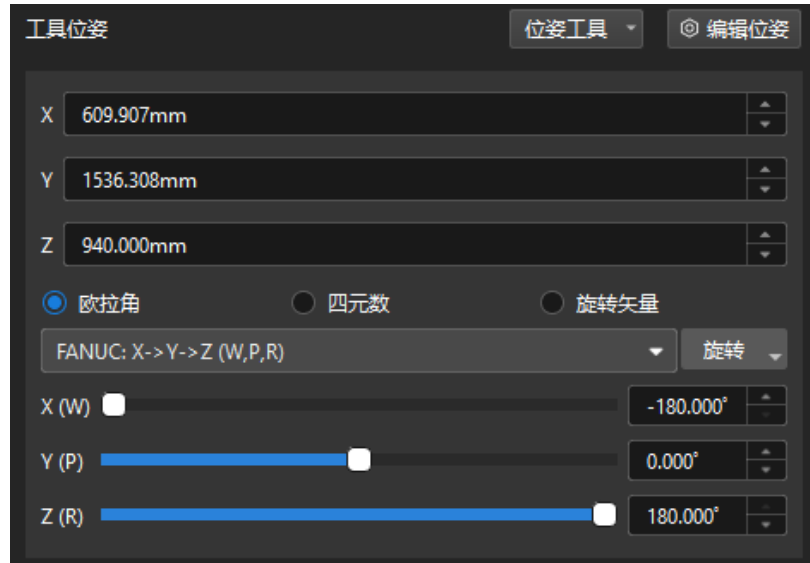 工具位姿 位姿工具 编辑位姿
X 609.907mm
Y 1536.308mm
Z 940.000mm
欧拉角 四元数 旋转矢量
FANUC: X->Y->Z (W,P,R) 旋转
X (W) -180.000°
Y (P) 0.000°
Z (R) 180.000°